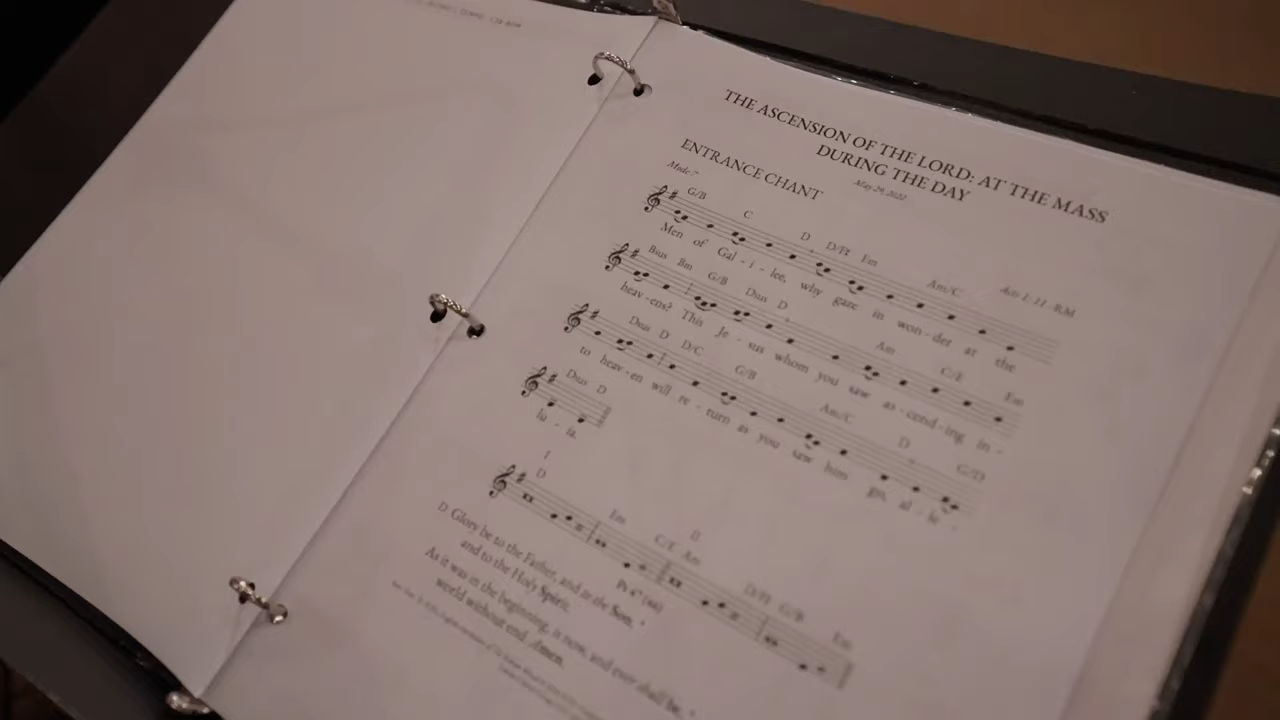 THE ASCENSION OF THE LORD: AT THE MASS
DURING THE DAY
May 29, 2022
ENTRANCE CHANT
Mode 7
Acts 1: 11 RM
G/B C D D/F# Em Am/C
Men of Gal - i - lee, why gaze in won - der at the
Bsus Bm G/B Dsus D Am C/E Em
heav - ens? This Je - sus whom you saw as - cend - ing in -
Dsus D D/C G/B Am/C D G/D
to heav - en will re - turn as you saw him go, al - le -
Dsus D
lu - ia.
I II
D Em C/E Am D/F# G/B Em
D Glory be to the Father, and to the Son, *
and to the Holy Spirit.
As it was in the beginning, is now, and ever shall be, *
world without end. Amen.